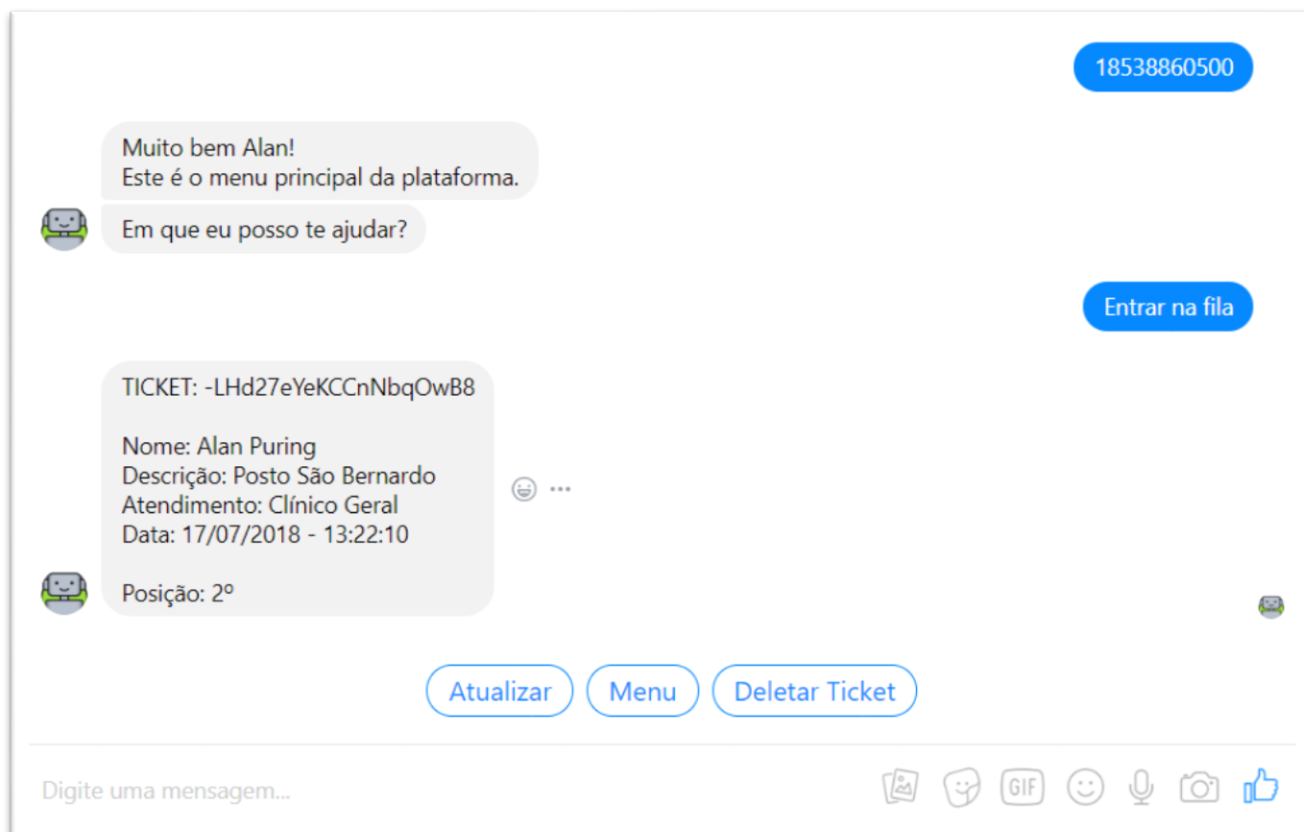 18538860500
Muito bem Alan!
Este é o menu principal da plataforma.
Em que eu posso te ajudar?
Entrar na fila
TICKET: -LHd27eYeKCCnNbqOwB8
Nome: Alan Puring
Descrição: Posto São Bernardo
Atendimento: Clínico Geral
Data: 17/07/2018 - 13:22:10
Posição: 2º
Atualizar
Menu
Deletar Ticket
Digite uma mensagem...
GIF